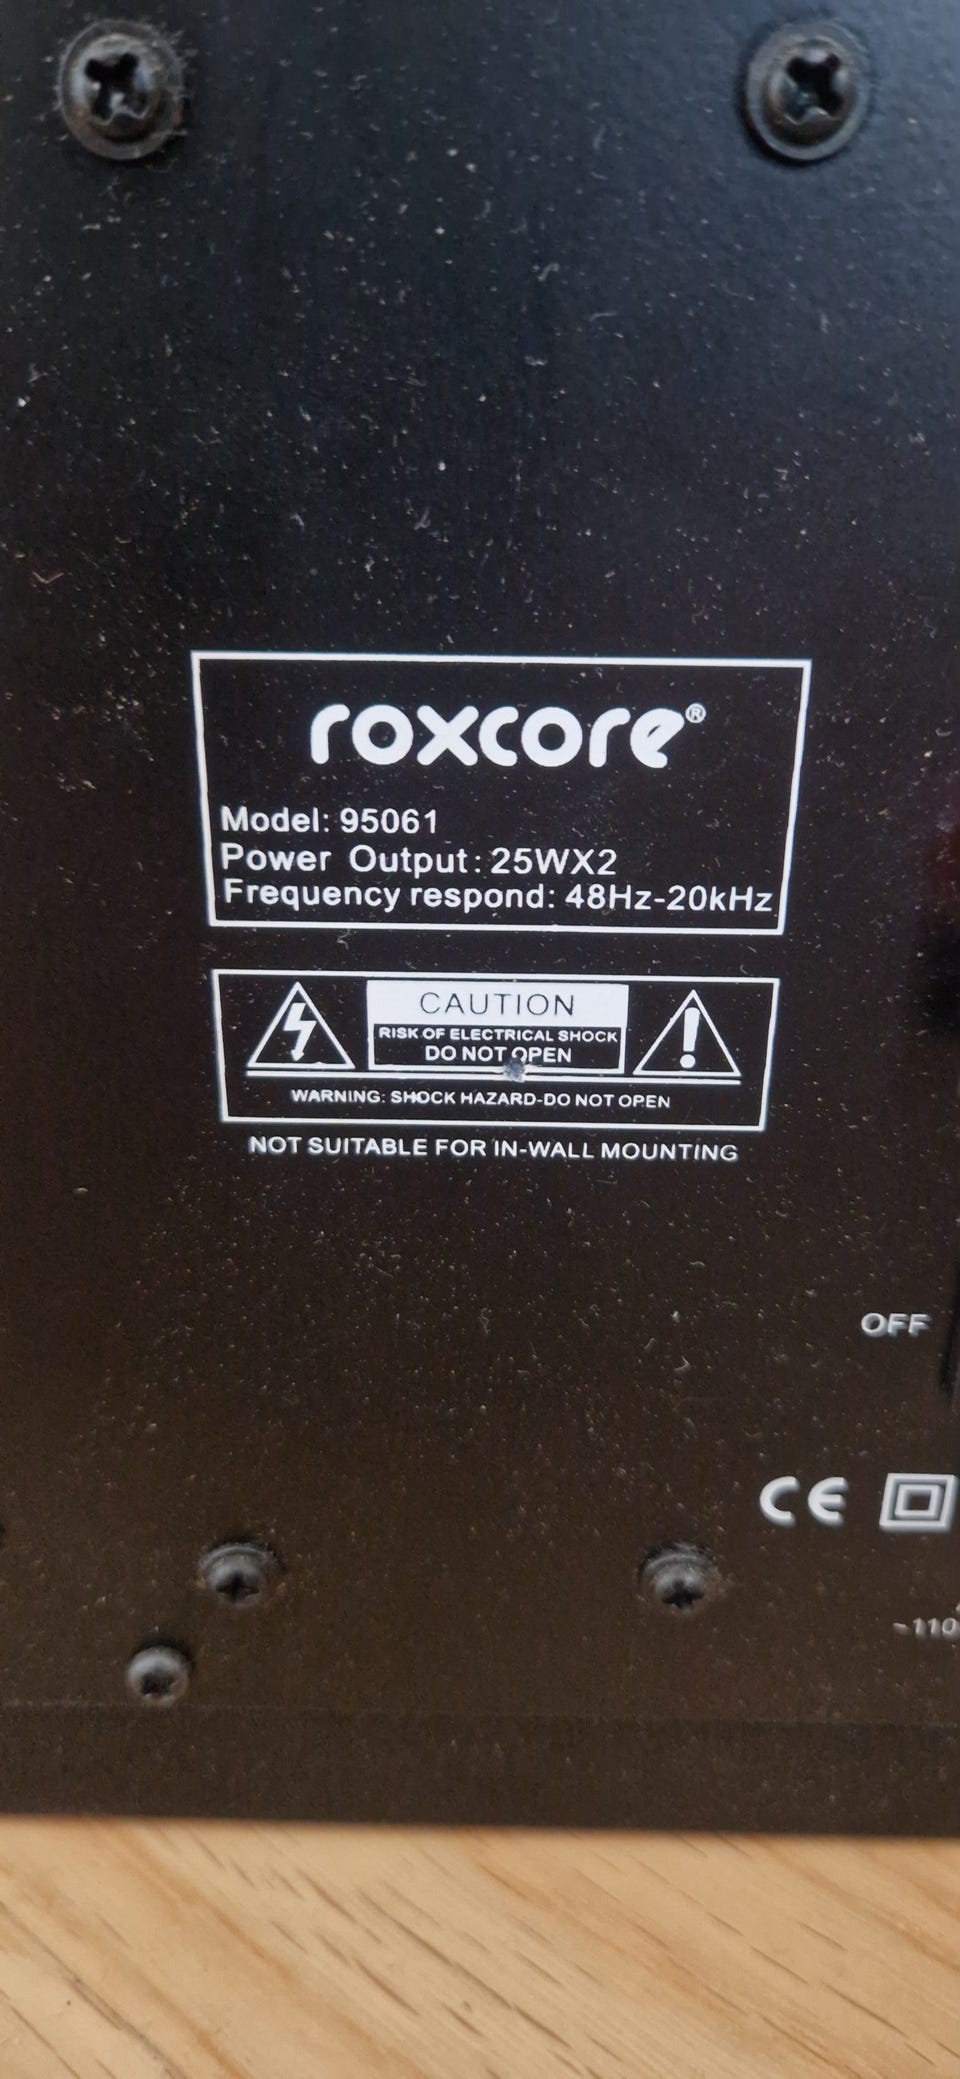 roxcore®
Model: 95061
Power Output: 25WX2
Frequency respond: 48Hz-20kHz
CAUTION
RISK OF ELECTRICAL SHOCK
DO NOT OPEN
WARNING: SHOCK HAZARD-DO NOT OPEN
NOT SUITABLE FOR IN-WALL MOUNTING
OFF
CE
~110